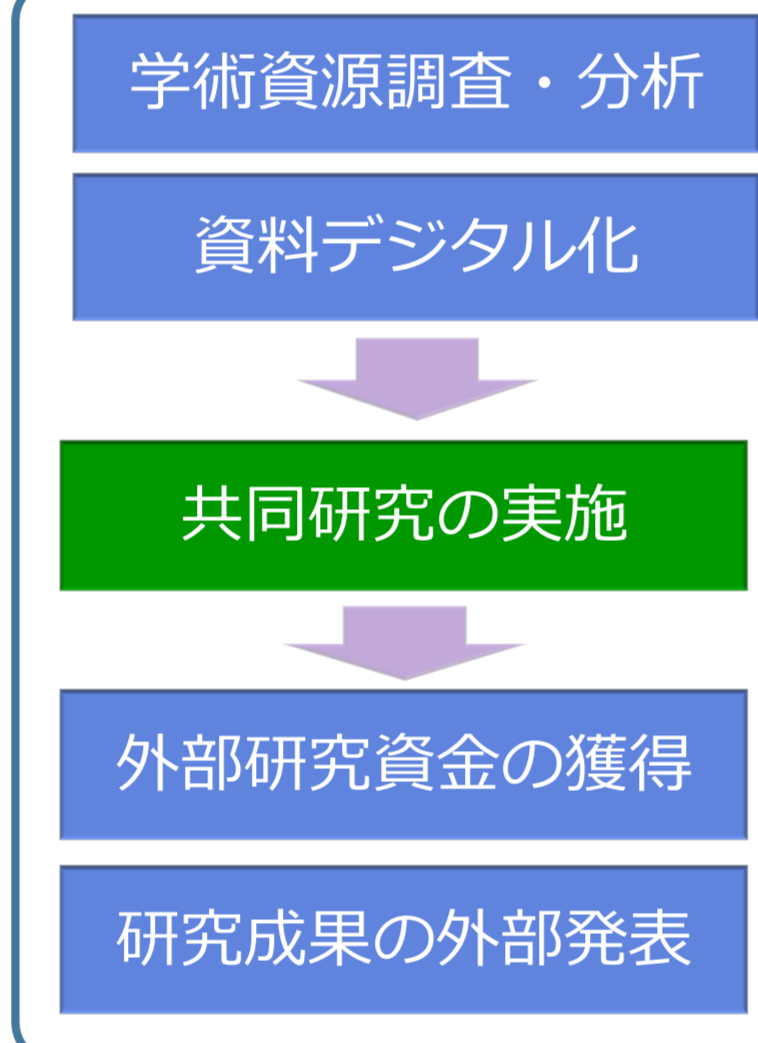 学術資源調査・分析
資料デジタル化
共同研究の実施
外部研究資金の獲得
研究成果の外部発表